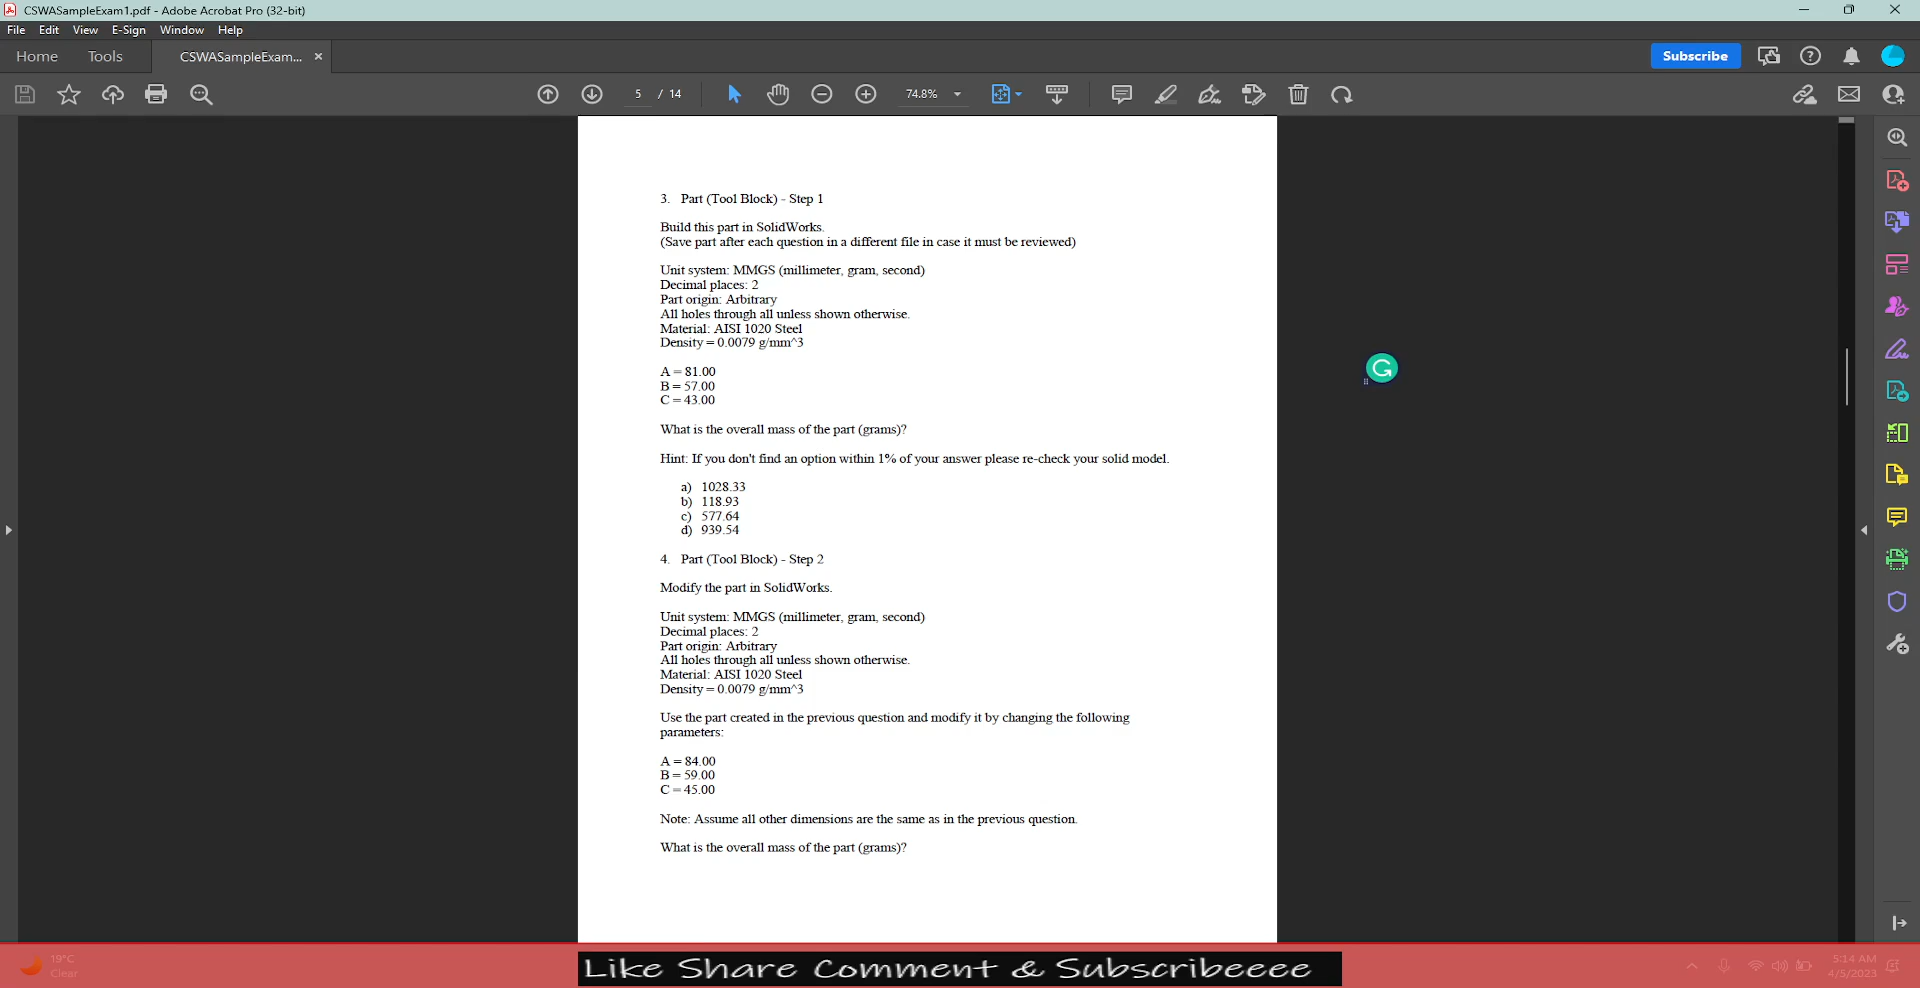 CSWASampleExam1.pdf - Adobe Acrobat Pro (32-bit)
File Edit View E-Sign Window Help
Home Tools CSWASampleExam... ×
Subscribe
5 / 14
74.8%
3. Part (Tool Block) - Step 1
Build this part in SolidWorks.
(Save part after each question in a different file in case it must be reviewed)
Unit system: MMGS (millimeter, gram, second)
Decimal places: 2
Part origin: Arbitrary
All holes through all unless shown otherwise.
Material: AISI 1020 Steel
Density = 0.0079 g/mm^3
A = 81.00
B = 57.00
C = 43.00
What is the overall mass of the part (grams)?
Hint: If you don't find an option within 1% of your answer please re-check your solid model.
a) 1028.33
b) 118.93
c) 577.64
d) 939.54
4. Part (Tool Block) - Step 2
Modify the part in SolidWorks.
Unit system: MMGS (millimeter, gram, second)
Decimal places: 2
Part origin: Arbitrary
All holes through all unless shown otherwise.
Material: AISI 1020 Steel
Density = 0.0079 g/mm^3
Use the part created in the previous question and modify it by changing the following
parameters:
A = 84.00
B = 59.00
C = 45.00
Note: Assume all other dimensions are the same as in the previous question.
What is the overall mass of the part (grams)?
19°C
Clear
Like Share Comment & Subscribeeee
5:14 AM
4/5/2023